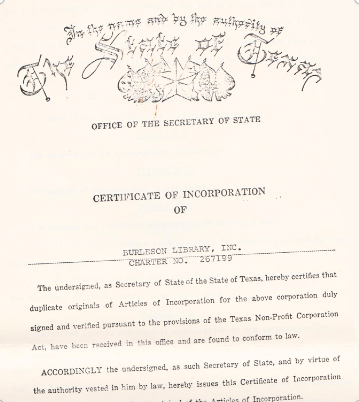 In the name and by the authority of
The State of Texas
OFFICE OF THE SECRETARY OF STATE
CERTIFICATE OF INCORPORATION
OF
BURLESON LIBRARY, INC.
CHARTER NO. 267199
The undersigned, as Secretary of State of the State of Texas, hereby certifies that
duplicate originals of Articles of Incorporation for the above corporation duly
signed and verified pursuant to the provisions of the Texas Non-Profit Corporation
Act, have been received in this office and are found to conform to law.
ACCORDINGLY the undersigned, as such Secretary of State, and by virtue of
the authority vested in him by law, hereby issues this Certificate of Incorporation
of the Articles of Incorporation.